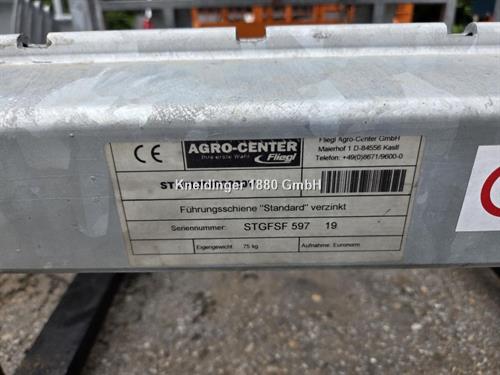 CE
AGRO-CENTER
Ihre erste Wahl Fliegl
Fliegl Agro-Center GmbH
Maierhof 1 D-84556 Kastl
Telefon: +49(0)8671/9600-0
Kneidinger 1880 GmbH
Führungsschiene "Standard" verzinkt
Seriennummer: STGFSF 597 19
Eigengewicht 75 kg Aufnahme: Euronorm